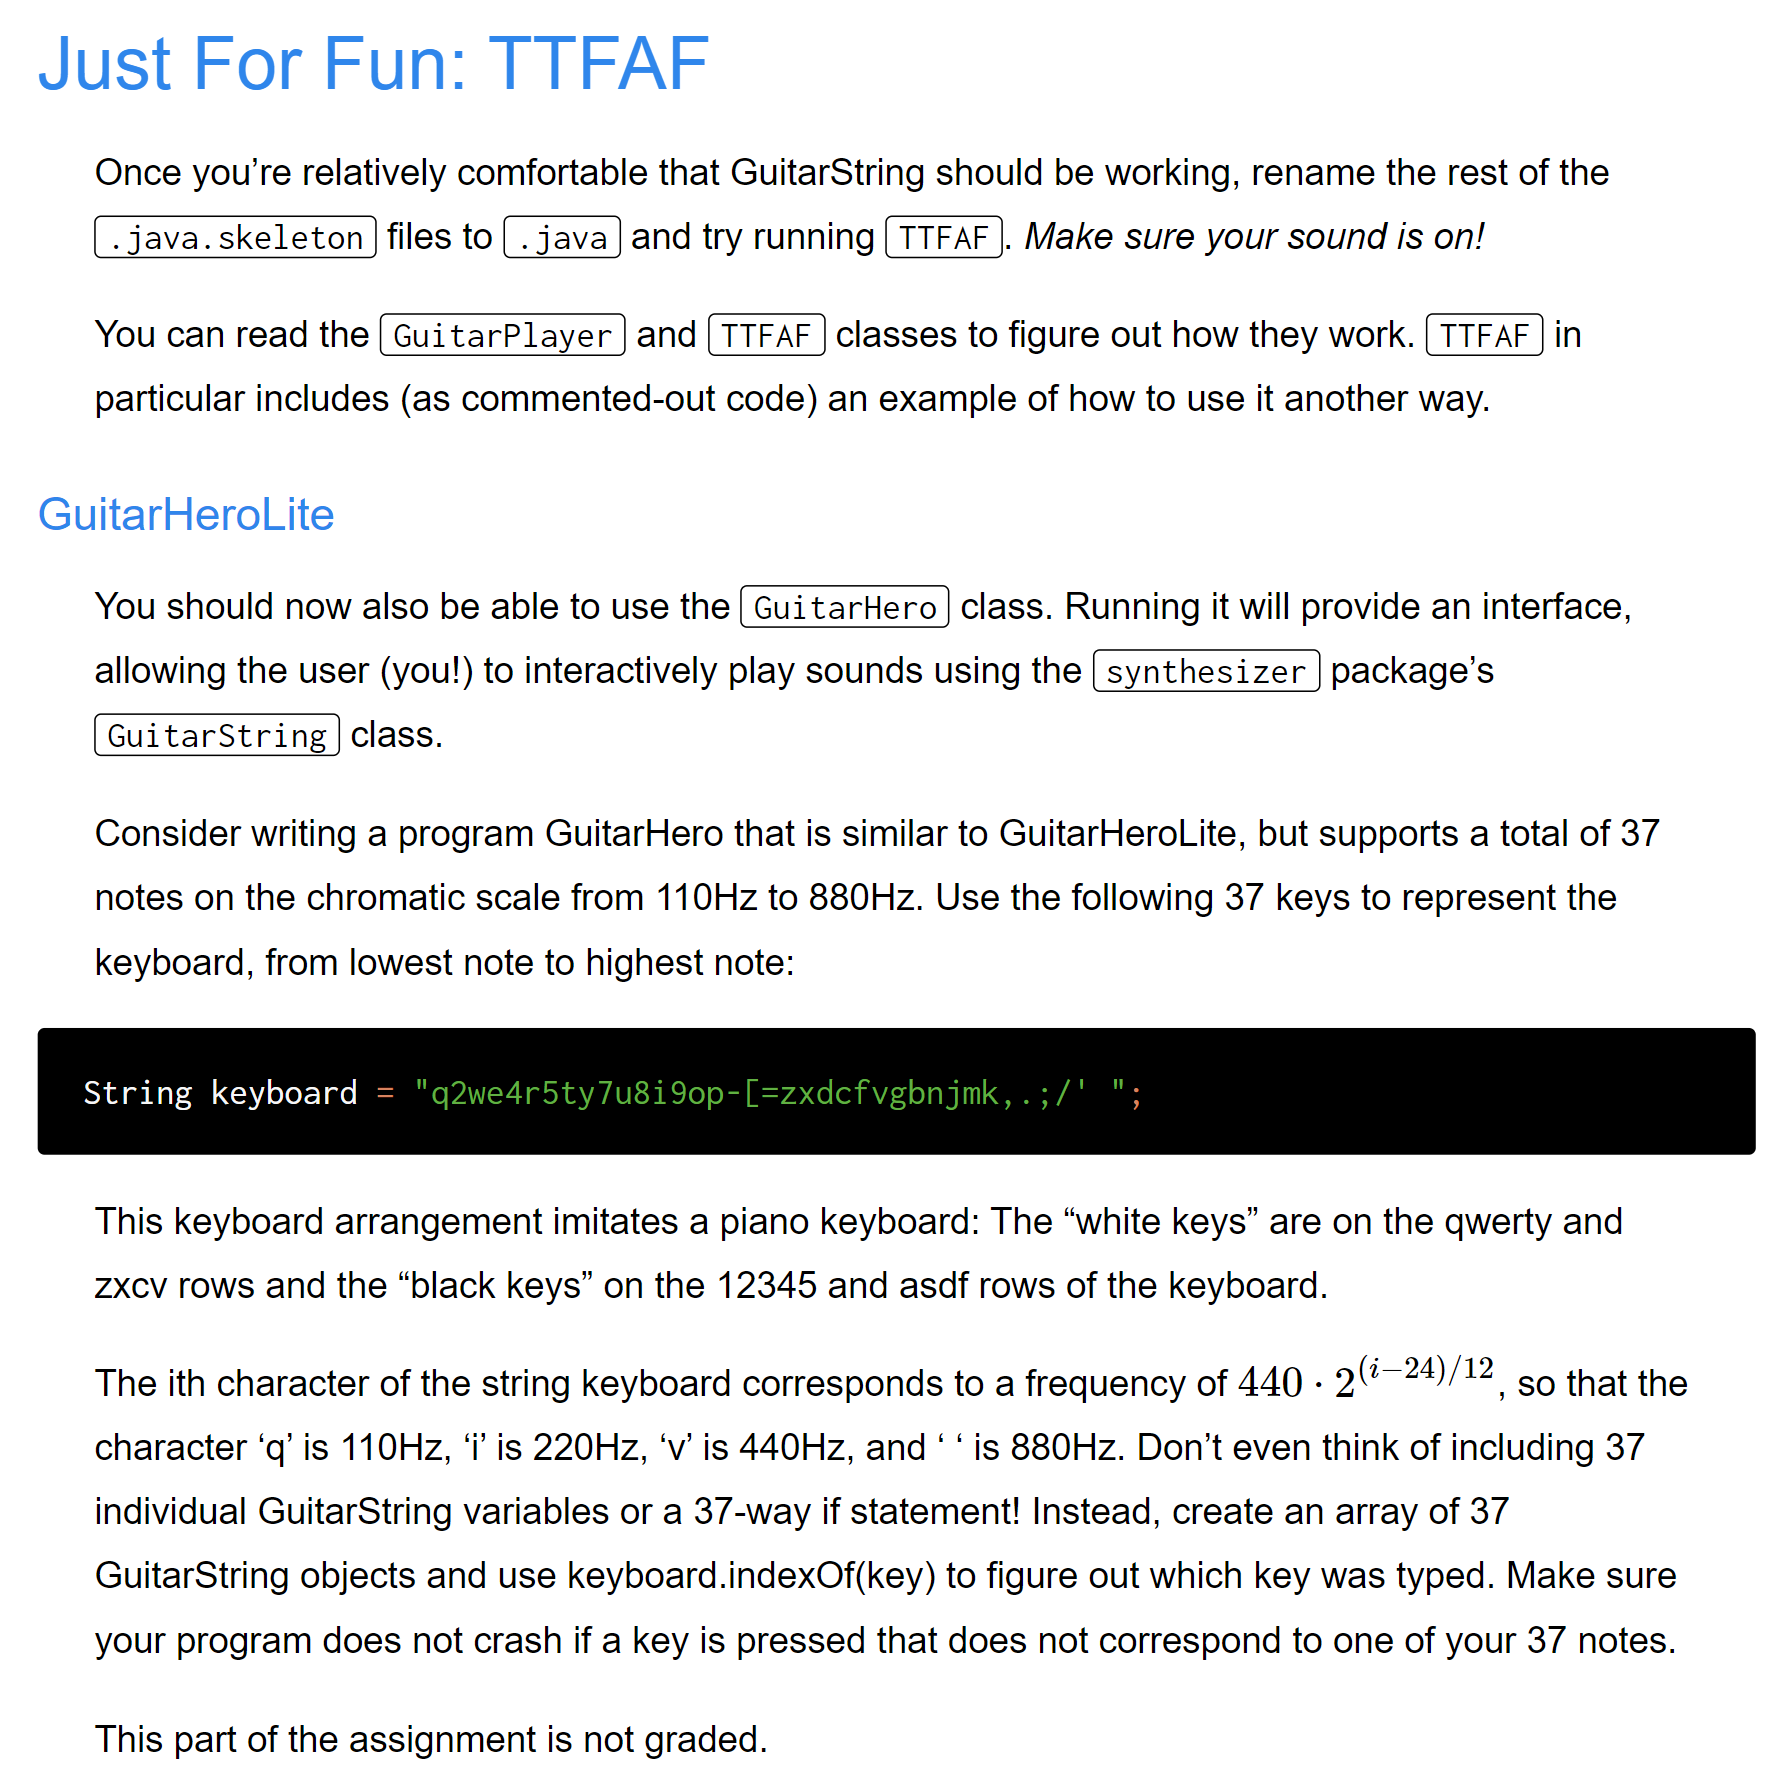 Just For Fun: TTFAF
Once you’re relatively comfortable that GuitarString should be working, rename the rest of the
.java.skeleton files to .java and try running TTFAF. Make sure your sound is on!
You can read the GuitarPlayer and TTFAF classes to figure out how they work. TTFAF in
particular includes (as commented-out code) an example of how to use it another way.
GuitarHeroLite
You should now also be able to use the GuitarHero class. Running it will provide an interface,
allowing the user (you!) to interactively play sounds using the synthesizer package’s
GuitarString class.
Consider writing a program GuitarHero that is similar to GuitarHeroLite, but supports a total of 37
notes on the chromatic scale from 110Hz to 880Hz. Use the following 37 keys to represent the
keyboard, from lowest note to highest note:
String keyboard = "q2we4r5ty7u8i9op-[=zxdcfvgbnjmk,.;/' ";
This keyboard arrangement imitates a piano keyboard: The “white keys” are on the qwerty and
zxcv rows and the “black keys” on the 12345 and asdf rows of the keyboard.
The ith character of the string keyboard corresponds to a frequency of 440 · 2^{(i−24)/12}, so that the
character ‘q’ is 110Hz, ‘i’ is 220Hz, ‘v’ is 440Hz, and ‘ ‘ is 880Hz. Don’t even think of including 37
individual GuitarString variables or a 37-way if statement! Instead, create an array of 37
GuitarString objects and use keyboard.indexOf(key) to figure out which key was typed. Make sure
your program does not crash if a key is pressed that does not correspond to one of your 37 notes.
This part of the assignment is not graded.